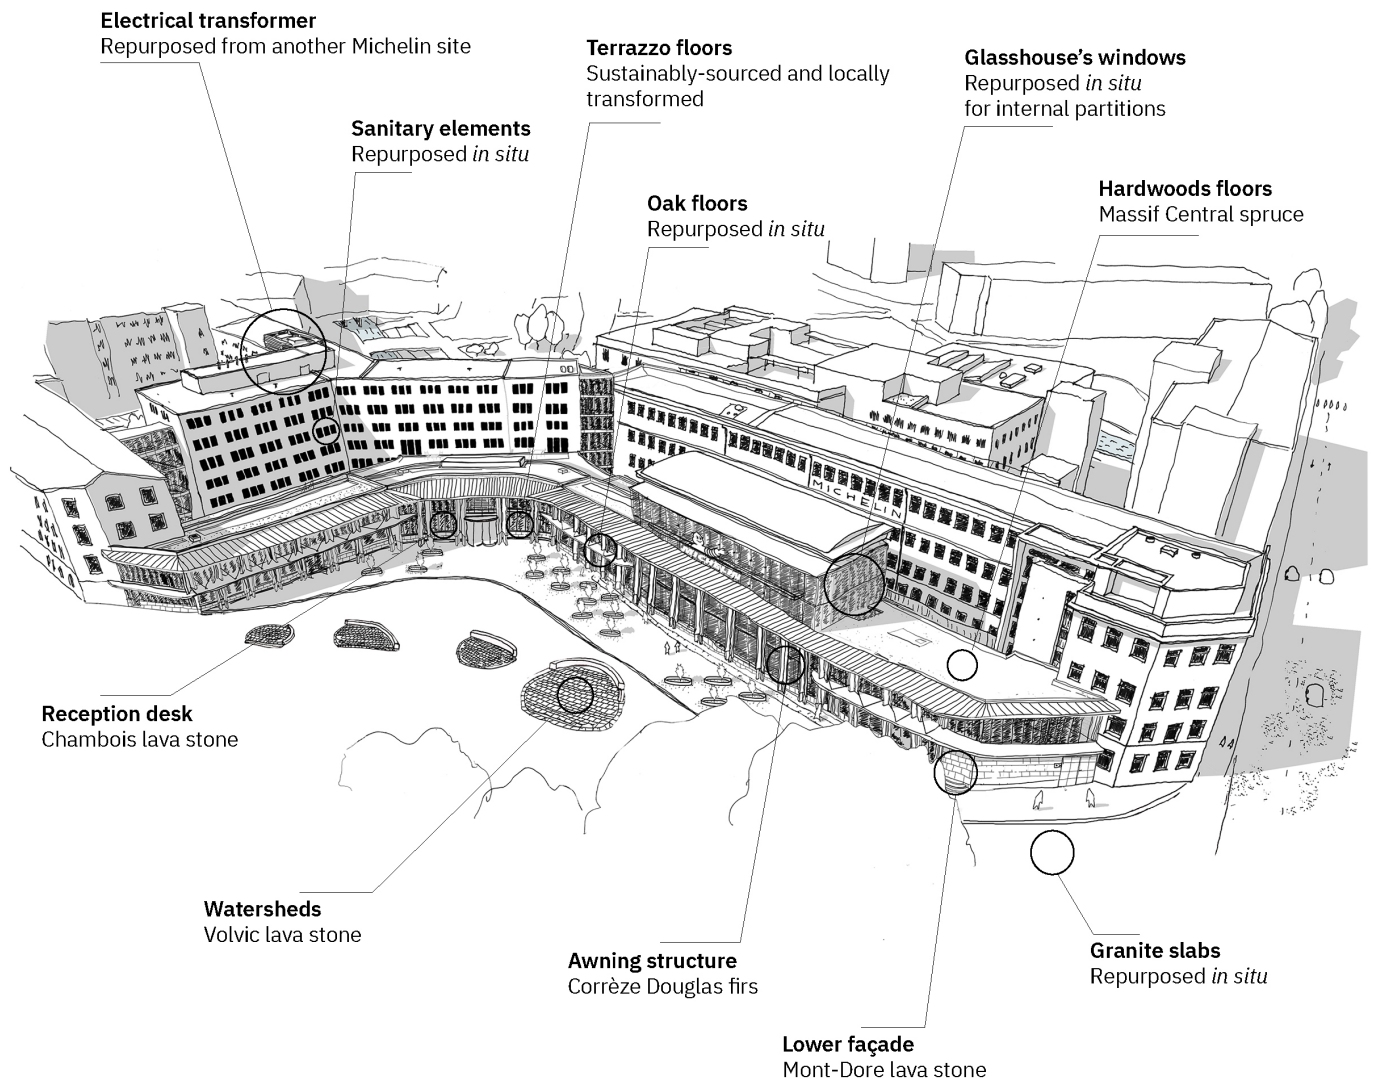 Electrical transformer
Repurposed from another Michelin site
Terrazzo floors
Sustainably-sourced and locally
transformed
Glasshouse’s windows
Repurposed in situ
for internal partitions
Sanitary elements
Repurposed in situ
Oak floors
Repurposed in situ
Hardwoods floors
Massif Central spruce
MICHELIN
Reception desk
Chambois lava stone
Watersheds
Volvic lava stone
Awning structure
Corrèze Douglas firs
Granite slabs
Repurposed in situ
Lower façade
Mont-Dore lava stone